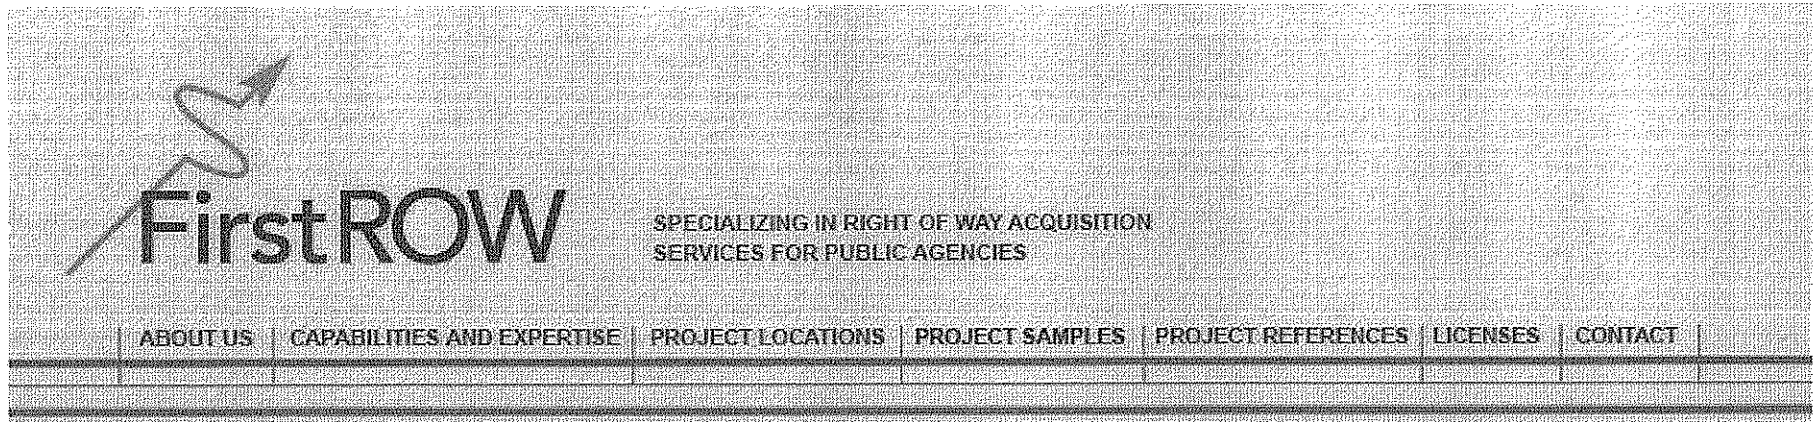 FirstROW
SPECIALIZING IN RIGHT OF WAY ACQUISITION
SERVICES FOR PUBLIC AGENCIES
ABOUT US | CAPABILITIES AND EXPERTISE | PROJECT LOCATIONS | PROJECT SAMPLES | PROJECT REFERENCES | LICENSES | CONTACT